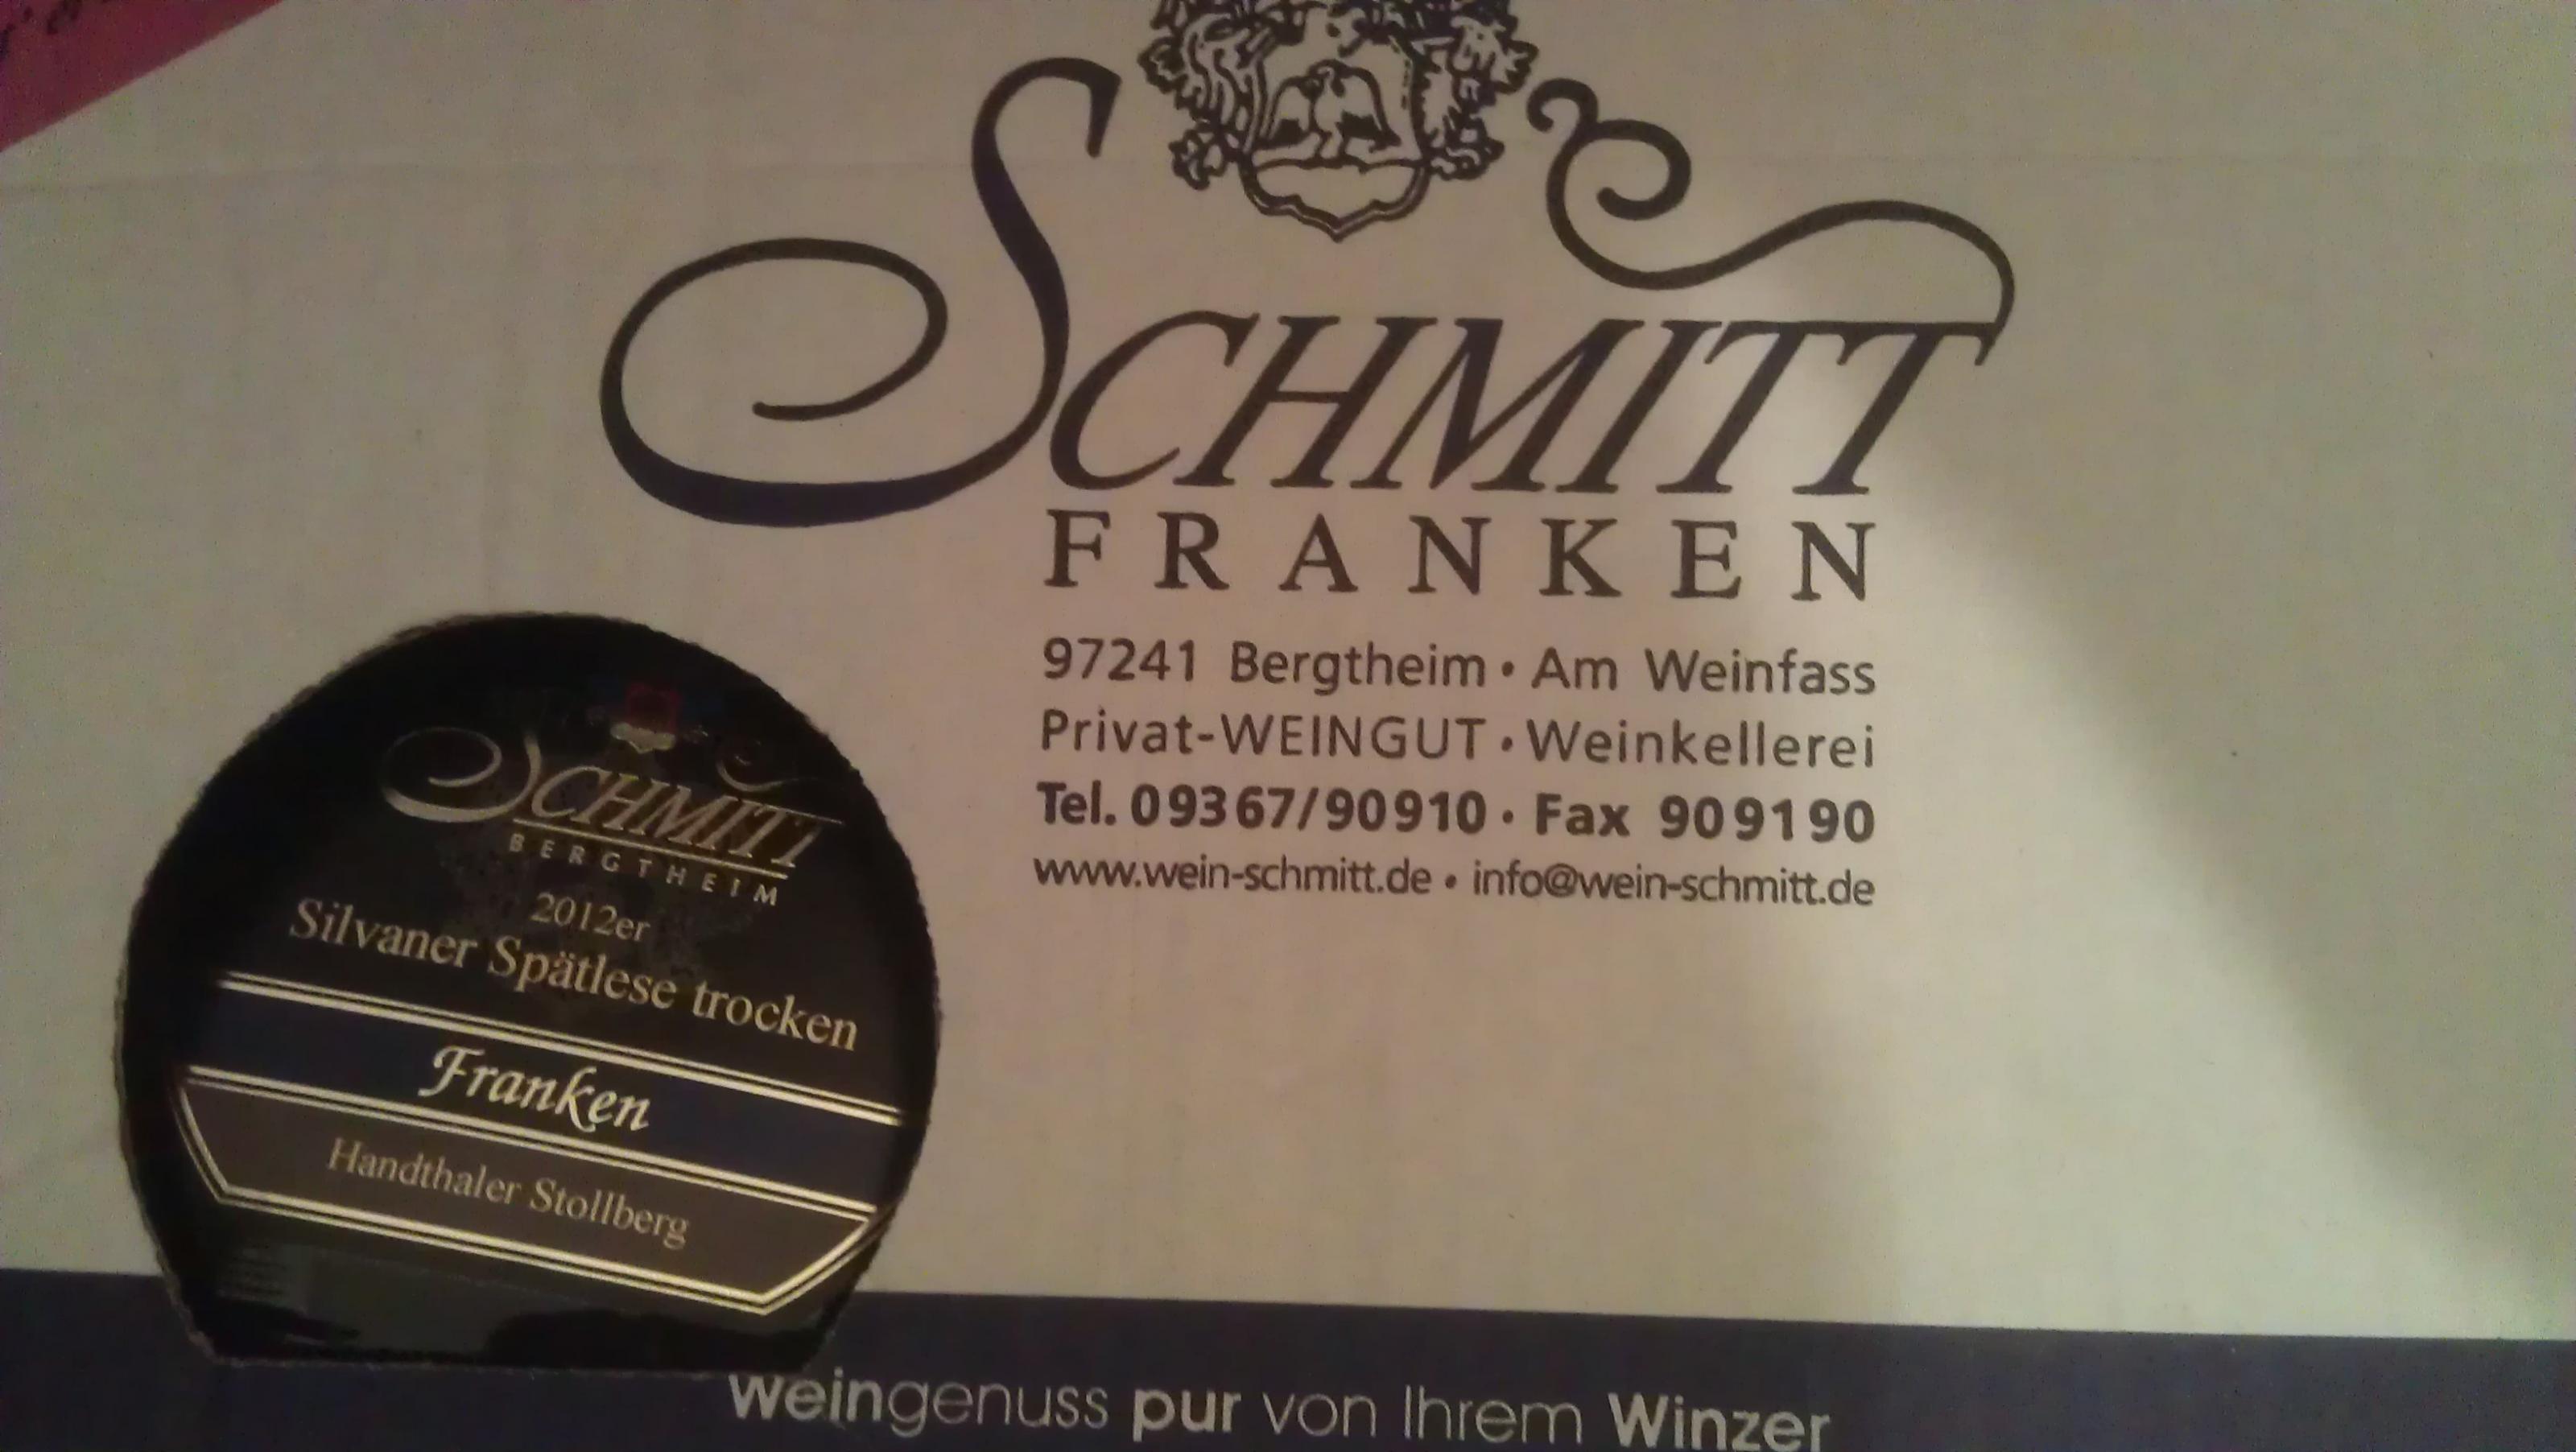 SCHMITT
FRANKEN
97241 Bergtheim • Am Weinfass
Privat-WEINGUT • Weinkellerei
Tel. 09367/90910 • Fax 909190
www.wein-schmitt.de • info@wein-schmitt.de
SCHMITT
BERGTHEIM
2012er
Silvaner Spätlese trocken
Franken
Handthaler Stollberg
Weingenuss pur von Ihrem Winzer